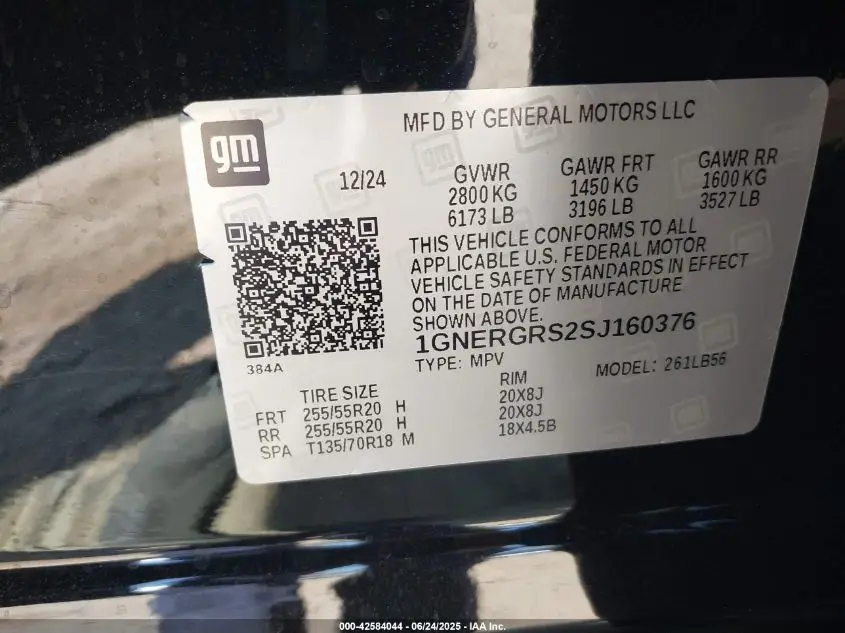 gm
MFD BY GENERAL MOTORS LLC
12/24
GVWR
2800 KG
6173 LB
GAWR FRT
1450 KG
3196 LB
GAWR RR
1600 KG
3527 LB
THIS VEHICLE CONFORMS TO ALL
APPLICABLE U.S. FEDERAL MOTOR
VEHICLE SAFETY STANDARDS IN EFFECT
ON THE DATE OF MANUFACTURE
SHOWN ABOVE.
1GNERGRS2SJ160376
TYPE: MPV
MODEL: 261LB56
384A
TIRE SIZE
RIM
FRT 255/55R20 H 20X8J
RR 255/55R20 H 20X8J
SPA T135/70R18 M 18X4.5B
000-42584044 | 06/24/2025 - IAA Inc.